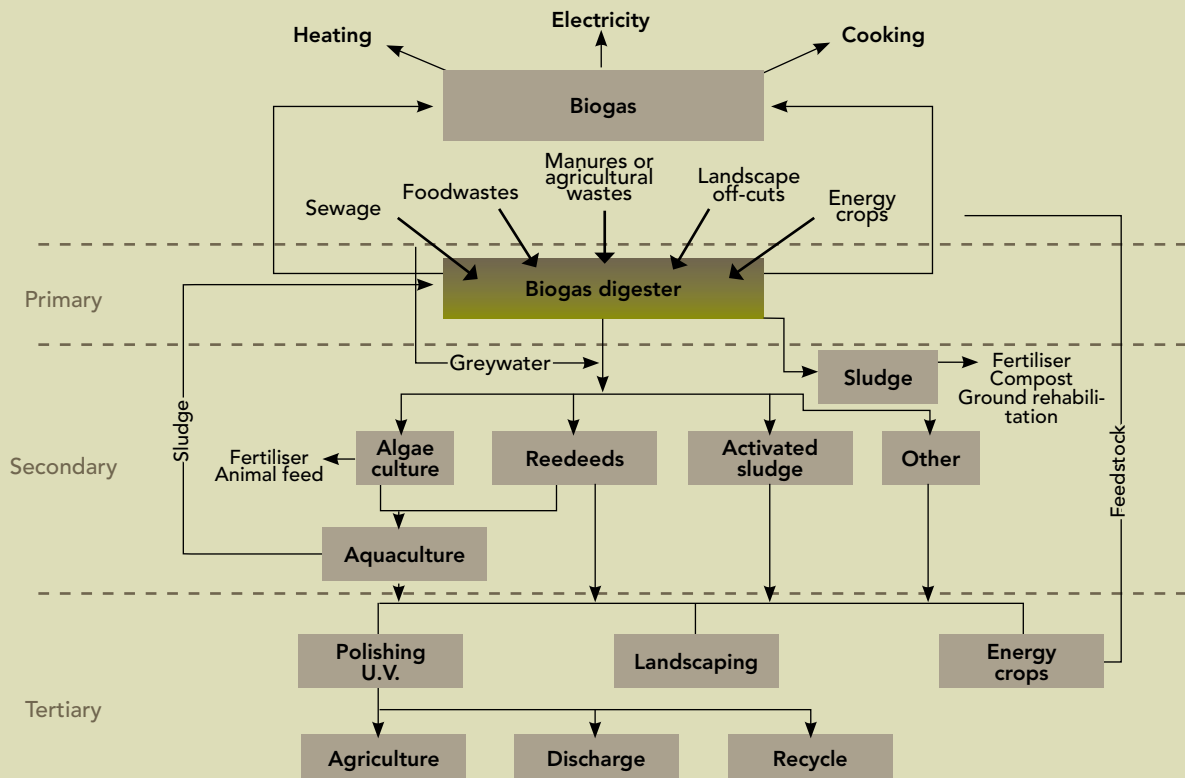 Electricity
Heating
Cooking
Biogas
Manures or
agricultural
wastes
Landscape
off-cuts
Foodwastes
Energy
crops
Sewage
Primary
Biogas digester
Greywater
Sludge
Fertiliser
Compost
Ground rehabili-
tation
Sludge
Feedstock
Secondary
Fertiliser
Animal feed
Algae
culture
Reedeeds
Activated
sludge
Other
Aquaculture
Polishing
U.V.
Landscaping
Energy
crops
Tertiary
Agriculture
Discharge
Recycle